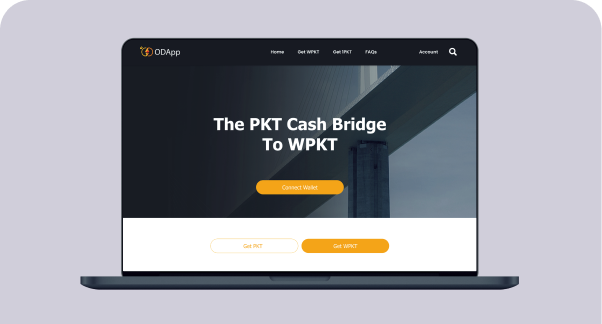 ODApp
Home Get WPKT Get 1PKT FAQs Account
The PKT Cash Bridge
To WPKT
Connect Wallet
Get PKT Get WPKT